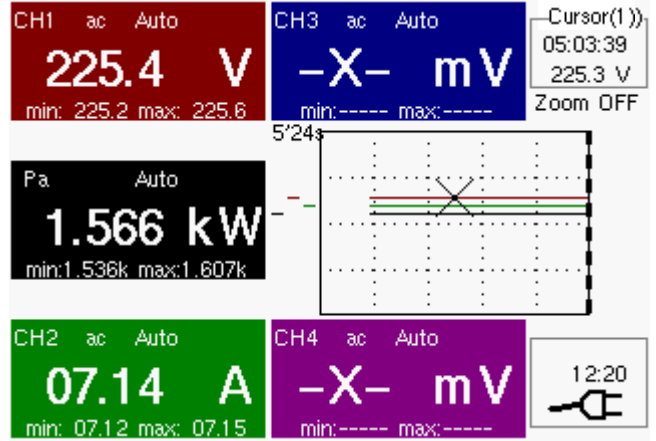 CH1 ac Auto
225.4 V
min: 225.2 max: 225.6
CH3 ac Auto
–X– mV
min:----- max:-----
Cursor(1))
05:03:39
225.3 V
Zoom OFF
5'24s
Pa Auto
1.566 kW
min:1.536k max:1.607k
CH2 ac Auto
07.14 A
min: 07.12 max: 07.15
CH4 ac Auto
–X– mV
min:----- max:-----
12:20